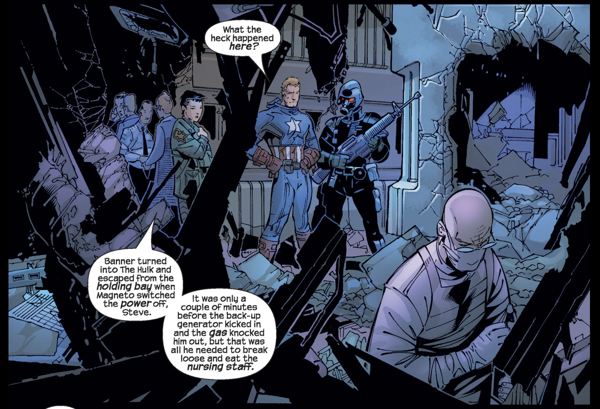 What the
heck happened
here?
Banner turned
into The Hulk and
escaped from the
holding bay when
Magneto switched
the power off,
Steve.
It was only a
couple of minutes
before the back-up
generator kicked in
and the gas knocked
him out, but that was
all he needed to break
loose and eat the
nursing staff.